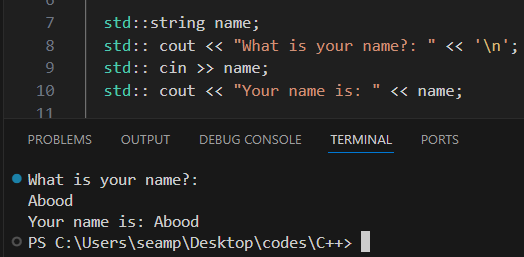 7 std::string name;
8 std:: cout << "What is your name?: " << '\n';
9 std:: cin >> name;
10 std:: cout << "Your name is: " << name;
11
PROBLEMS OUTPUT DEBUG CONSOLE TERMINAL PORTS
What is your name?:
Abood
Your name is: Abood
PS C:\Users\seamp\Desktop\codes\C++>